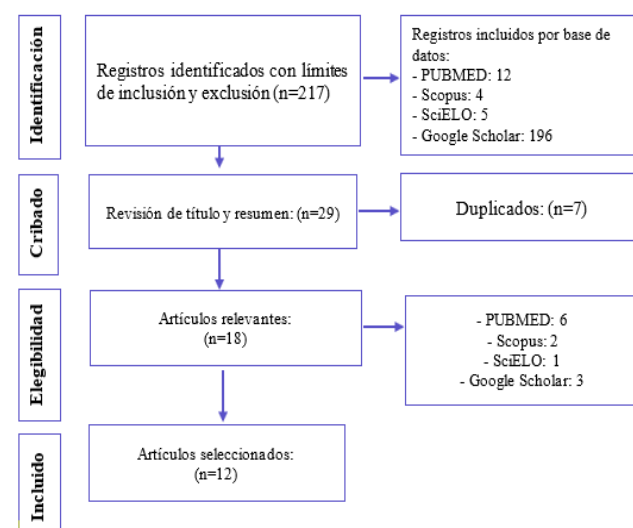 Identificación
Registros identificados con límites
de inclusión y exclusión (n=217)
Registros incluidos por base de
datos:
- PUBMED: 12
- Scopus: 4
- SciELO: 5
- Google Scholar: 196
Cribado
Revisión de título y resumen: (n=29)
Duplicados: (n=7)
Elegibilidad
Artículos relevantes:
(n=18)
- PUBMED: 6
- Scopus: 2
- SciELO: 1
- Google Scholar: 3
Incluido
Artículos seleccionados:
(n=12)